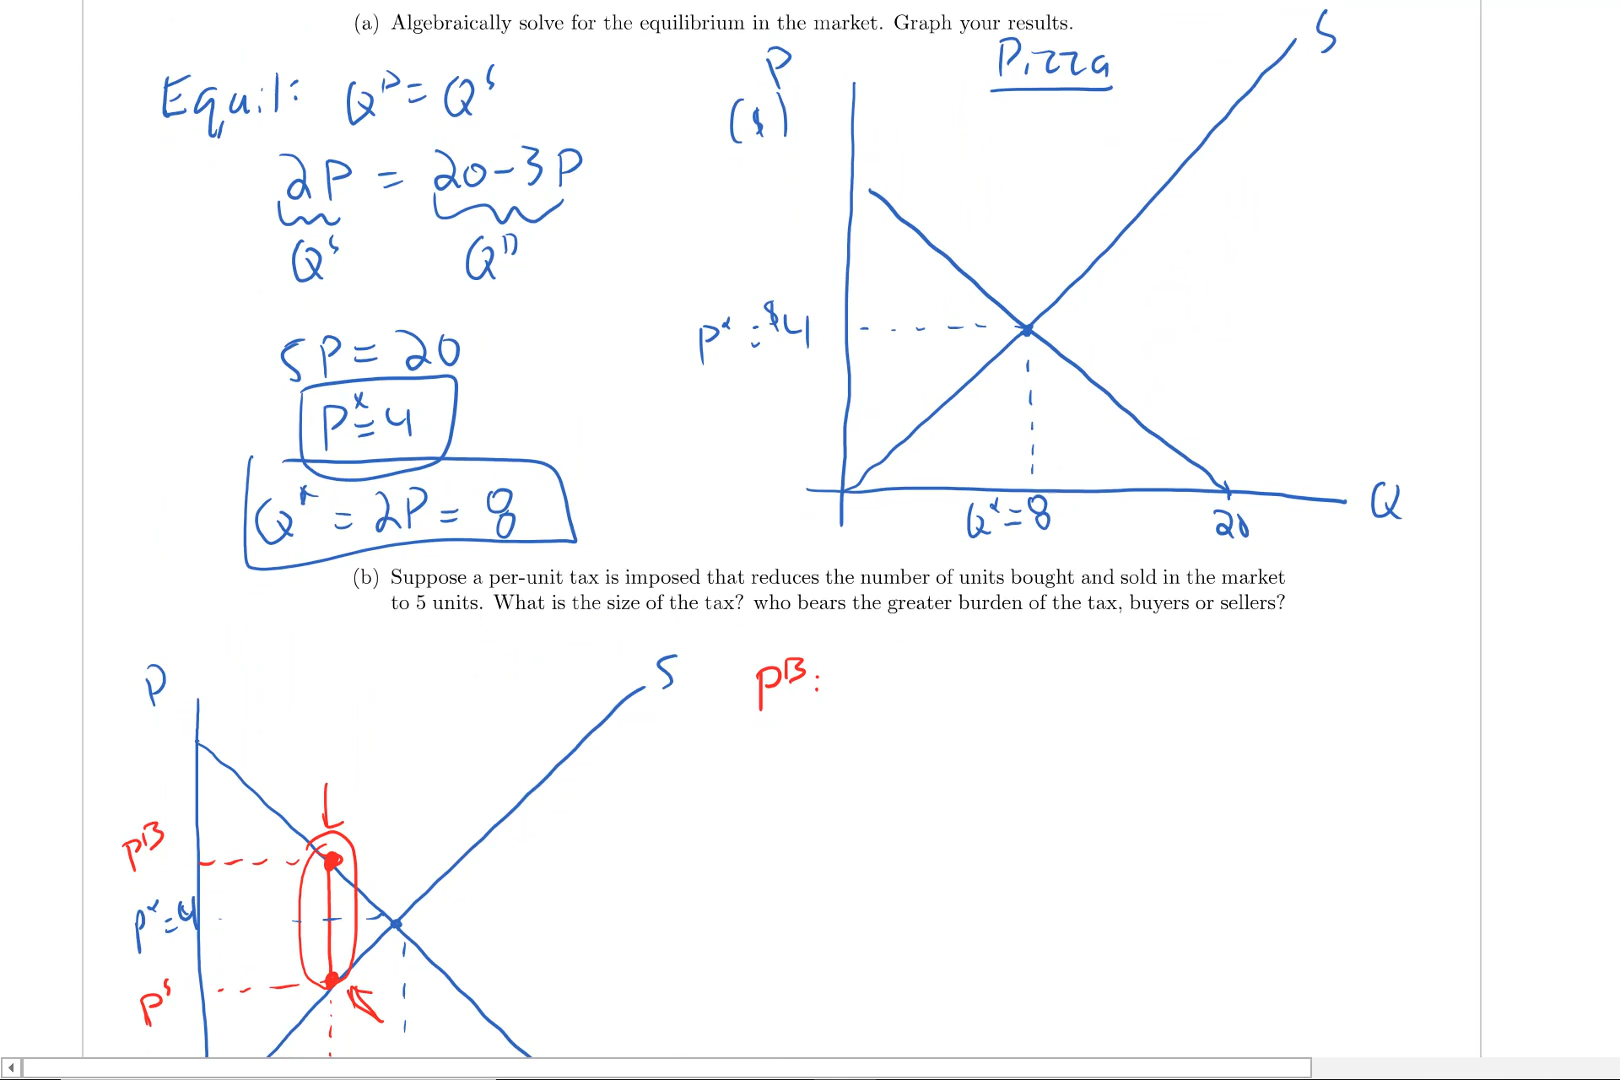 (a) Algebraically solve for the equilibrium in the market. Graph your results.
Equil: Q^D = Q^S
2P = 20-3P
Q^S Q^D
5P = 20
P^* = 4
Q^* = 2P = 8
P
($)
Pizza
S
P^* = $4
Q^* = 8
20
Q
(b) Suppose a per-unit tax is imposed that reduces the number of units bought and sold in the market
to 5 units. What is the size of the tax? who bears the greater burden of the tax, buyers or sellers?
P
S
P^B:
P^B
P^* = 4
P^S